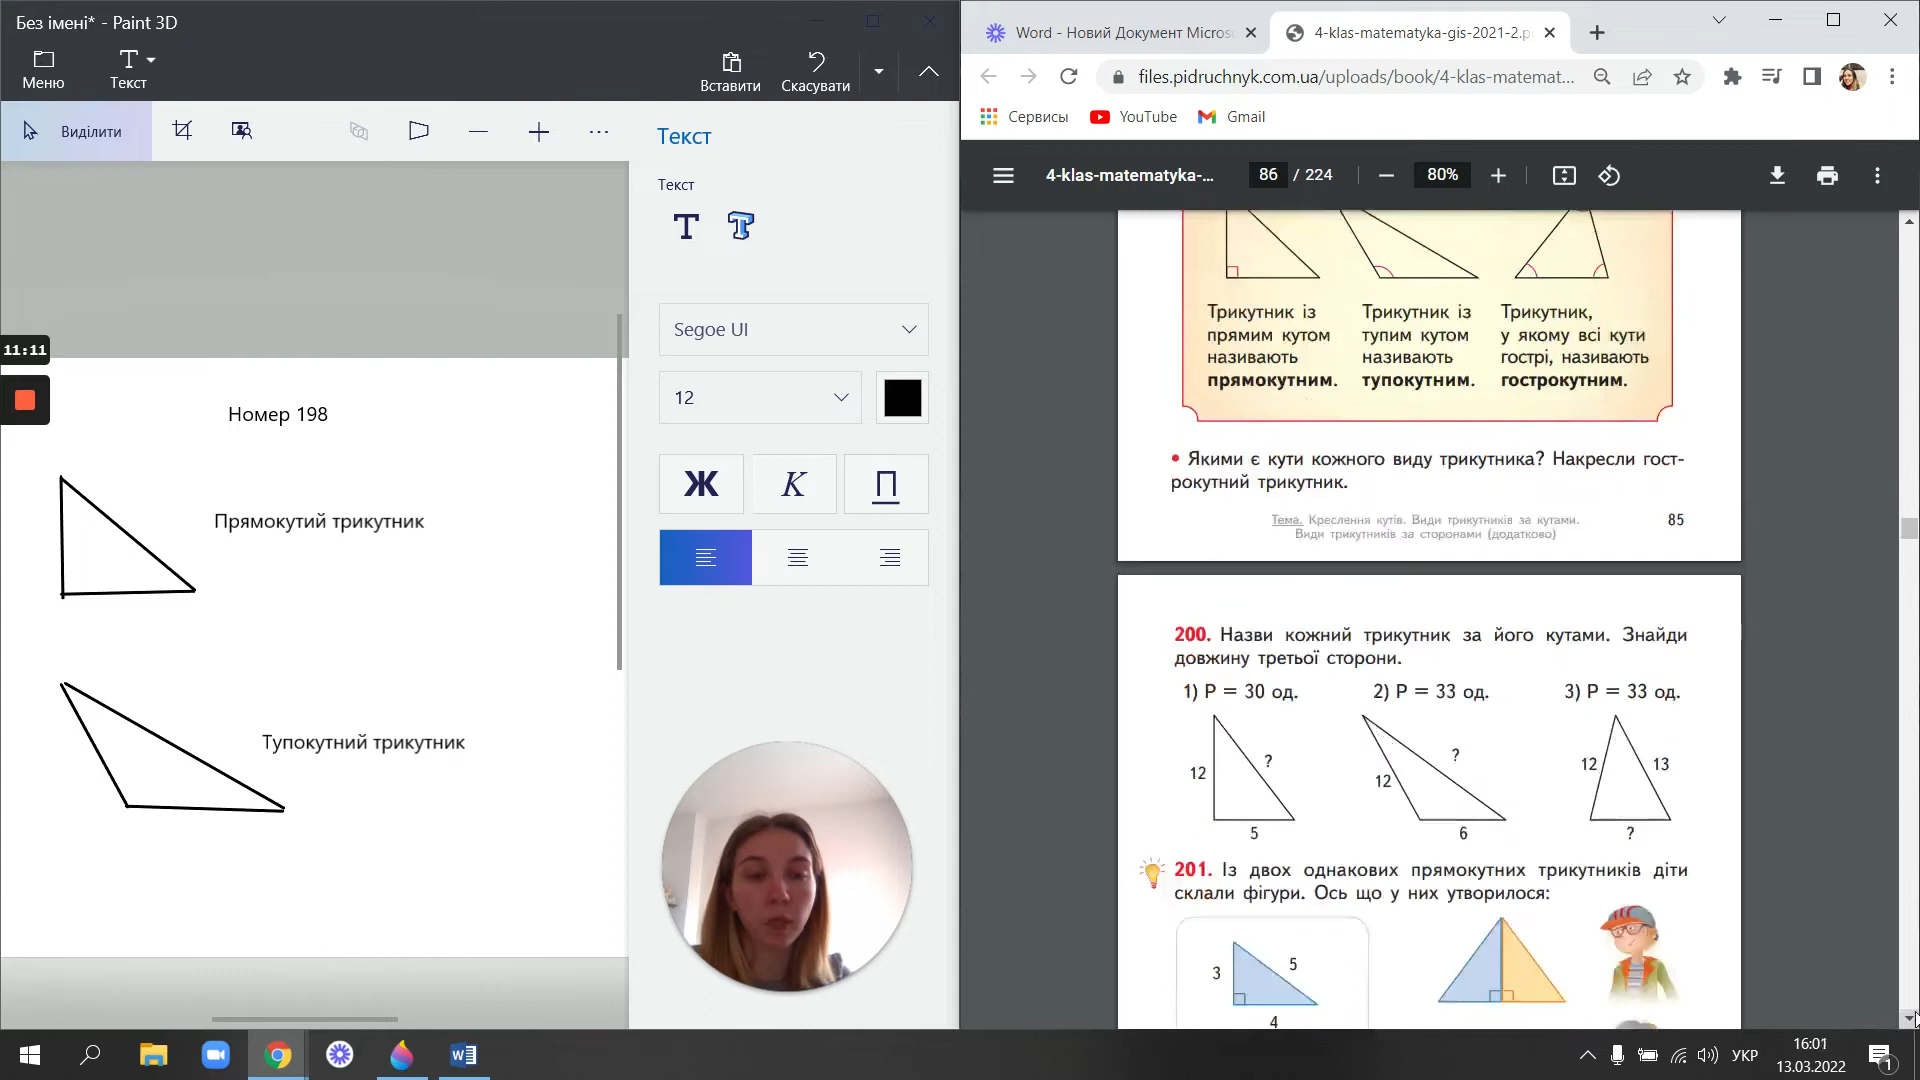 Без імені* - Paint 3D
Меню
Текст
Вставити
Скасувати
Виділити
Текст
Текст
Segoe UI
12
Ж
К
П
11:11
Номер 198
Прямокутий трикутник
Тупокутний трикутник
Word - Новий Документ Micros
4-klas-matematyka-gis-2021-2.p
files.pidruchnyk.com.ua/uploads/book/4-klas-matemat...
Сервисы
YouTube
Gmail
4-klas-matematyka-...
86 / 224
80%
Трикутник із
прямим кутом
називають
прямокутним.
Трикутник із
тупим кутом
називають
тупокутним.
Трикутник,
у якому всі кути
гострі, називають
гострокутним.
• Якими є кути кожного виду трикутника? Накресли гост-
рокутний трикутник.
Тема. Креслення кутів. Види трикутників за кутами.
Види трикутників за сторонами (додатково)
85
200. Назви кожний трикутник за його кутами. Знайди
довжину третьої сторони.
1) P = 30 од.
2) P = 33 од.
3) P = 33 од.
12
?
5
12
?
6
12
13
?
201. Із двох однакових прямокутних трикутників діти
склали фігури. Ось що у них утворилося:
3
5
4
УКР
16:01
13.03.2022
1